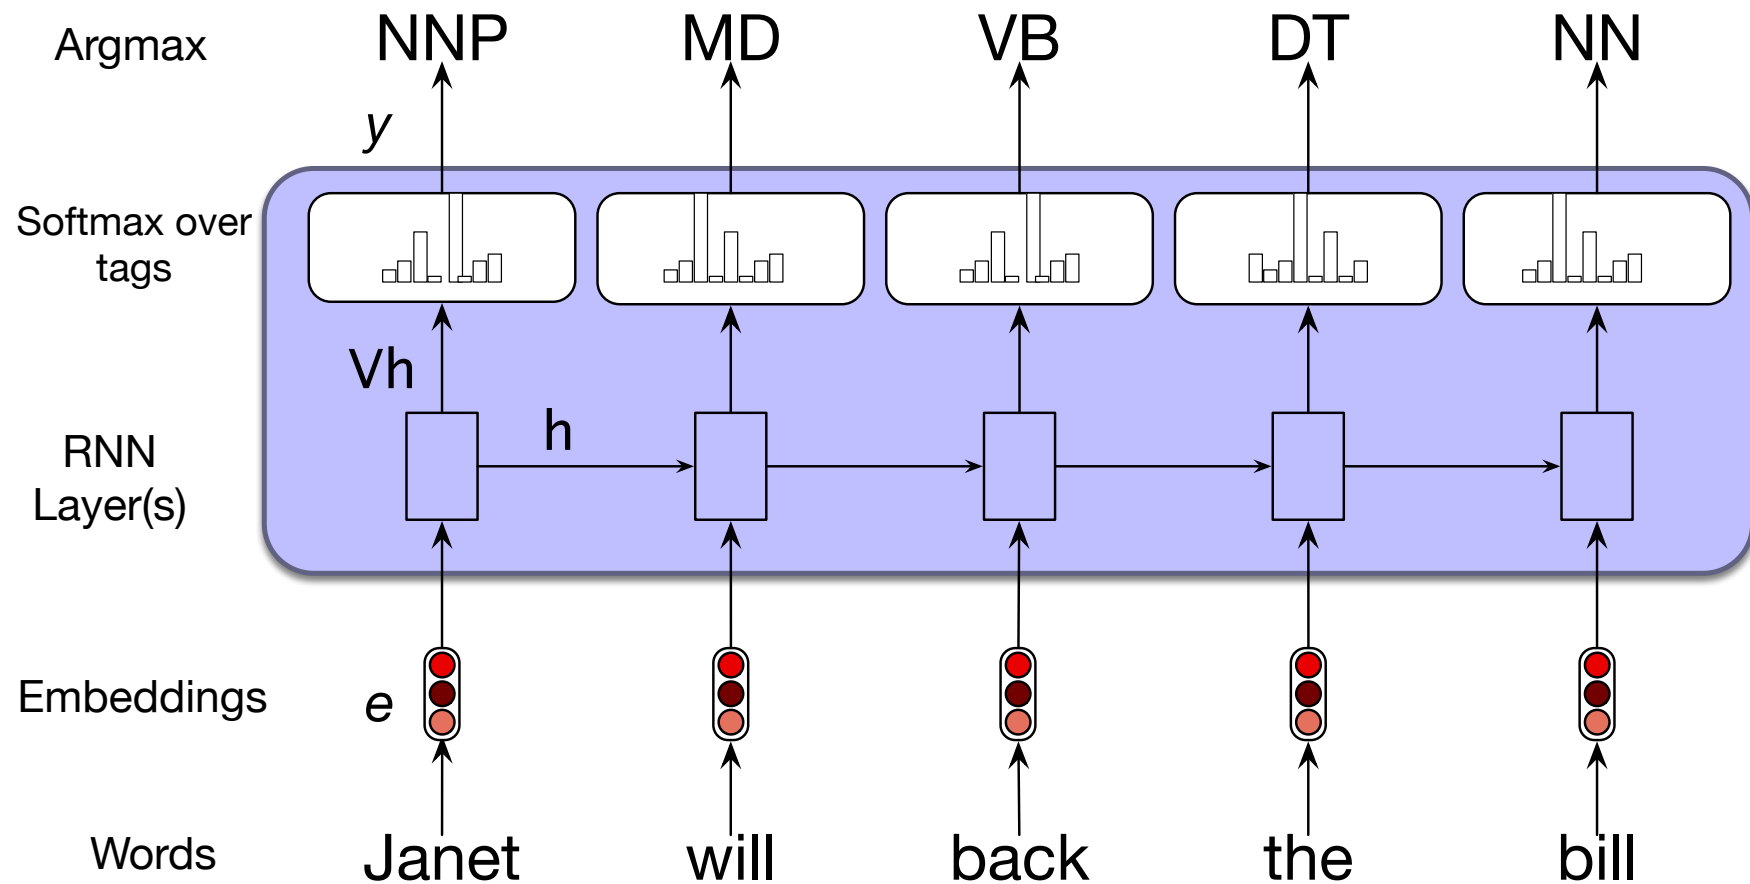 Argmax NNP MD VB DT NN
y
Softmax over
tags
Vh
h
RNN
Layer(s)
Embeddings e
Words Janet will back the bill